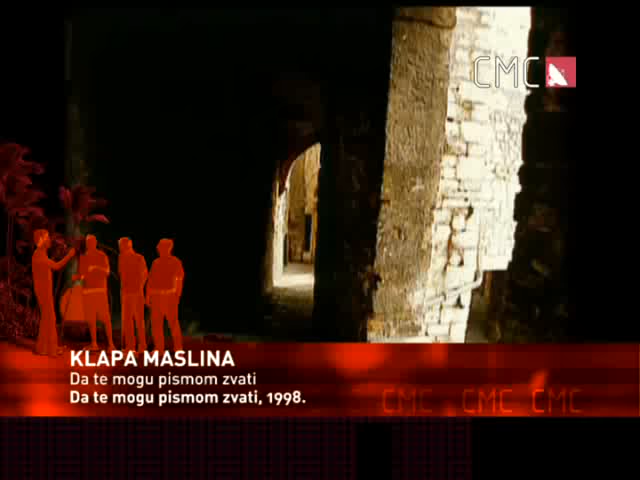 CMC
KLAPA MASLINA
Da te mogu pismom zvati
Da te mogu pismom zvati, 1998.
CMC CMC CMC